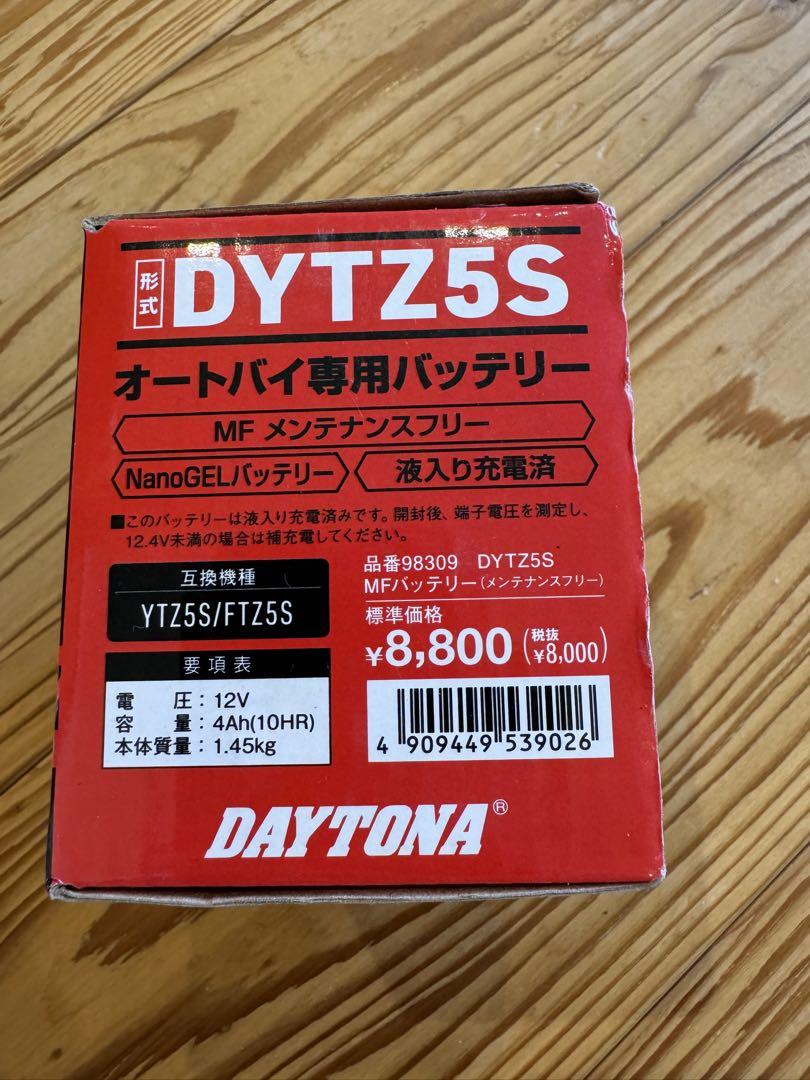 形式 DYTZ5S
オートバイ専用バッテリー
MF メンテナンスフリー
NanoGELバッテリー 液入り充電済
■このバッテリーは液入り充電済みです。開封後、端子電圧を測定し、
12.4V未満の場合は補充電してください。
互換機種
YTZ5S/FTZ5S
品番98309 DYTZ5S
MFバッテリー(メンテナンスフリー)
標準価格
¥8,800(税抜 ¥8,000)
要項表
電 圧:12V
容 量:4Ah(10HR)
本体質量:1.45kg
4 909449 539026
DAYTONA®